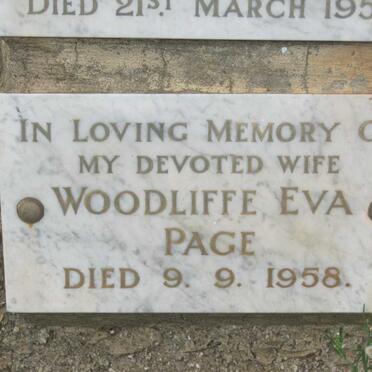 DIED 21ST MARCH 195
IN LOVING MEMORY
MY DEVOTED WIFE
WOODLIFFE EVA
PAGE
DIED 9. 9. 1958.